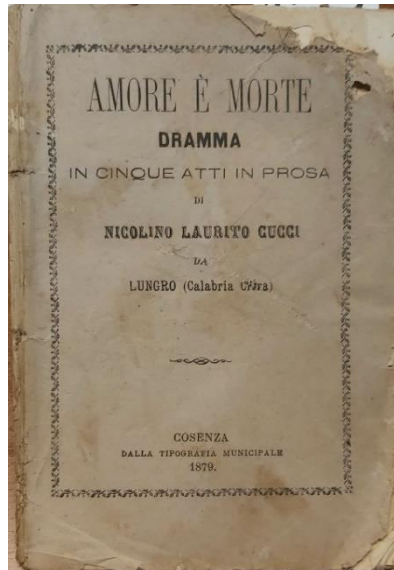 AMORE È MORTE
DRAMMA
IN CINQUE ATTI IN PROSA
DI
NICOLINO LAURITO CUCCI
DA
LUNGRO (Calabria
COSENZA
DALLA TIPOGRAFIA MUNICIPALE
1879.